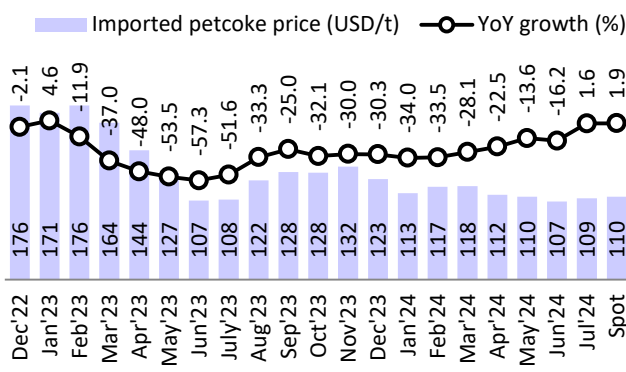 Imported petcoke price (USD/t) YoY growth (%)
-2.1 4.6 -11.9 -37.0 -48.0 -53.5 -57.3 -51.6 -33.3 -25.0 -32.1 -30.0 -30.3 -34.0 -33.5 -28.1 -22.5 -13.6 -16.2 1.6 1.9
176 171 176 164 144 127 107 108 122 128 128 132 123 113 117 118 112 110 107 109 110
Dec'22 Jan'23 Feb'23 Mar'23 Apr'23 May'23 Jun'23 July'23 Aug'23 Sep'23 Oct'23 Nov'23 Dec'23 Jan'24 Feb'24 Mar'24 Apr'24 May'24 Jun'24 Jul'24 Spot